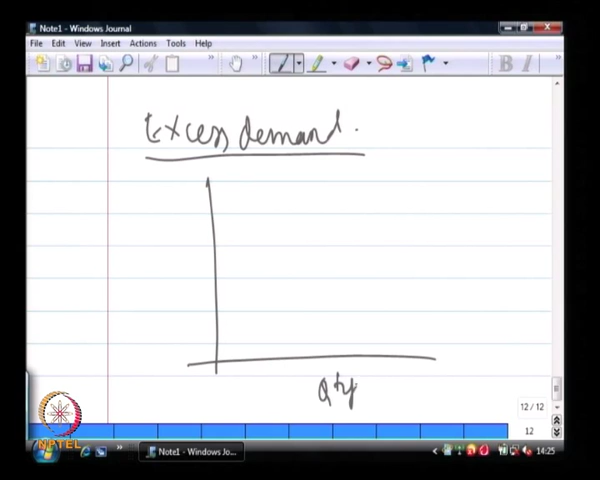 Note1 - Windows Journal
File Edit View Insert Actions Tools Help
B I
Excess demand.
Qty
12 / 12
12
NPTEL
Note1 - Windows Jo...
14:25